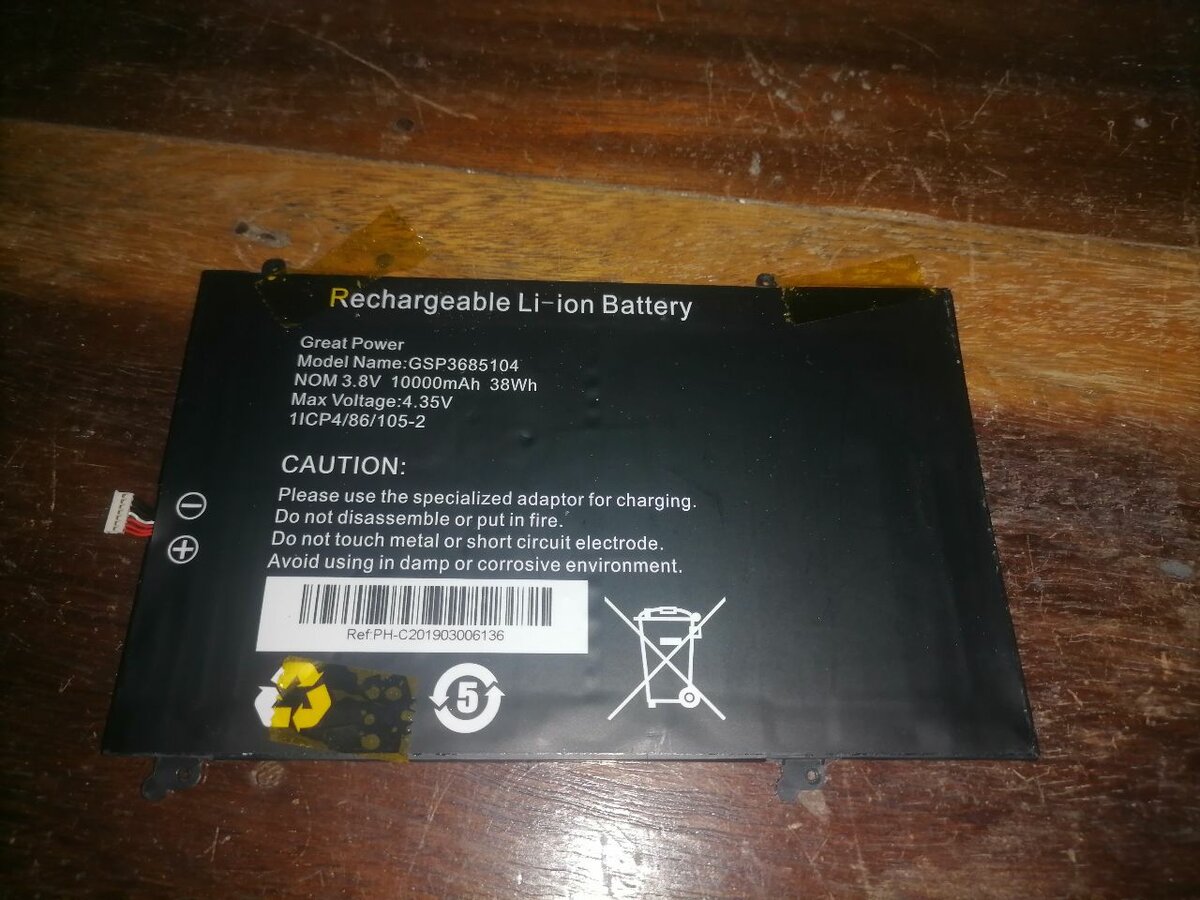 Rechargeable Li-ion Battery
Great Power
Model Name:GSP3685104
NOM 3.8V 10000mAh 38Wh
Max Voltage:4.35V
1ICP4/86/105-2
CAUTION:
Please use the specialized adaptor for charging.
Do not disassemble or put in fire.
Do not touch metal or short circuit electrode.
Avoid using in damp or corrosive environment.
Ref:PH-C201903006136
5